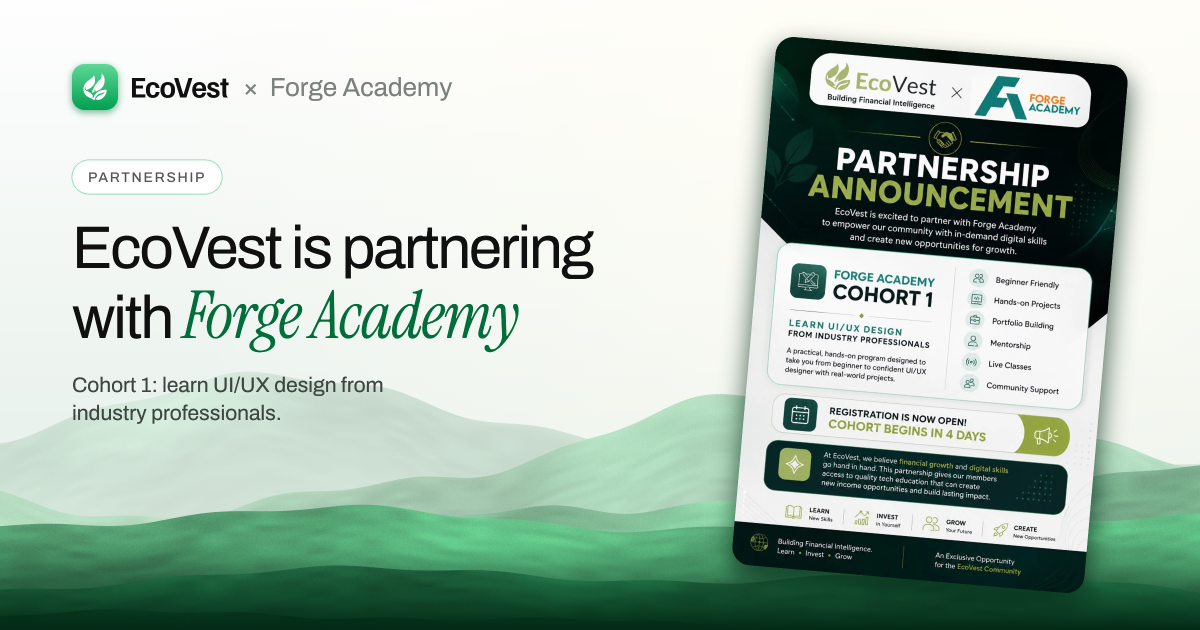 EcoVest × Forge Academy
PARTNERSHIP
EcoVest is partnering
with Forge Academy
Cohort 1: learn UI/UX design from
industry professionals.
EcoVest × FORGE ACADEMY
Building Financial Intelligence
PARTNERSHIP
ANNOUNCEMENT
EcoVest is excited to partner with Forge Academy
to empower our community with in-demand digital skills
and create new opportunities for growth.
FORGE ACADEMY
COHORT 1
LEARN UI/UX DESIGN
FROM INDUSTRY PROFESSIONALS
A practical, hands-on program designed to
take you from beginner to confident UI/UX
designer with real-world projects.
Beginner Friendly
Hands-on Projects
Portfolio Building
Mentorship
Live Classes
Community Support
REGISTRATION IS NOW OPEN!
COHORT BEGINS IN 4 DAYS
At EcoVest, we believe financial growth and digital skills
go hand in hand. This partnership gives our members
access to quality tech education that can create
new income opportunities and build lasting impact.
LEARN
New Skills
INVEST
In Yourself
GROW
Your Future
CREATE
New Opportunities
Building Financial Intelligence.
Learn • Invest • Grow
An Exclusive Opportunity
for the EcoVest Community